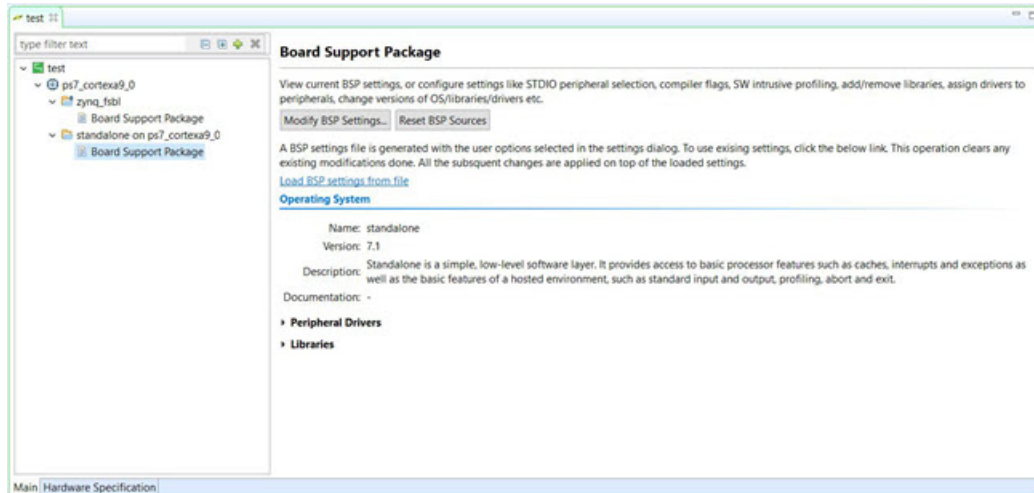 test
type filter text
test
ps7_cortexa9_0
zynq_fsbl
Board Support Package
standalone on ps7_cortexa9_0
Board Support Package
Board Support Package
View current BSP settings, or configure settings like STDIO peripheral selection, compiler flags, SW intrusive profiling, add/remove libraries, assign drivers to
peripherals, change versions of OS/libraries/drivers etc.
Modify BSP Settings... Reset BSP Sources
A BSP settings file is generated with the user options selected in the settings dialog. To use exising settings, click the below link. This operation clears any
existing modifications done. All the subsquent changes are applied on top of the loaded settings.
Load BSP settings from file
Operating System
Name: standalone
Version: 7.1
Description: Standalone is a simple, low-level software layer. It provides access to basic processor features such as caches, interrupts and exceptions as
well as the basic features of a hosted environment, such as standard input and output, profiling, abort and exit.
Documentation: -
Peripheral Drivers
Libraries
Main Hardware Specification